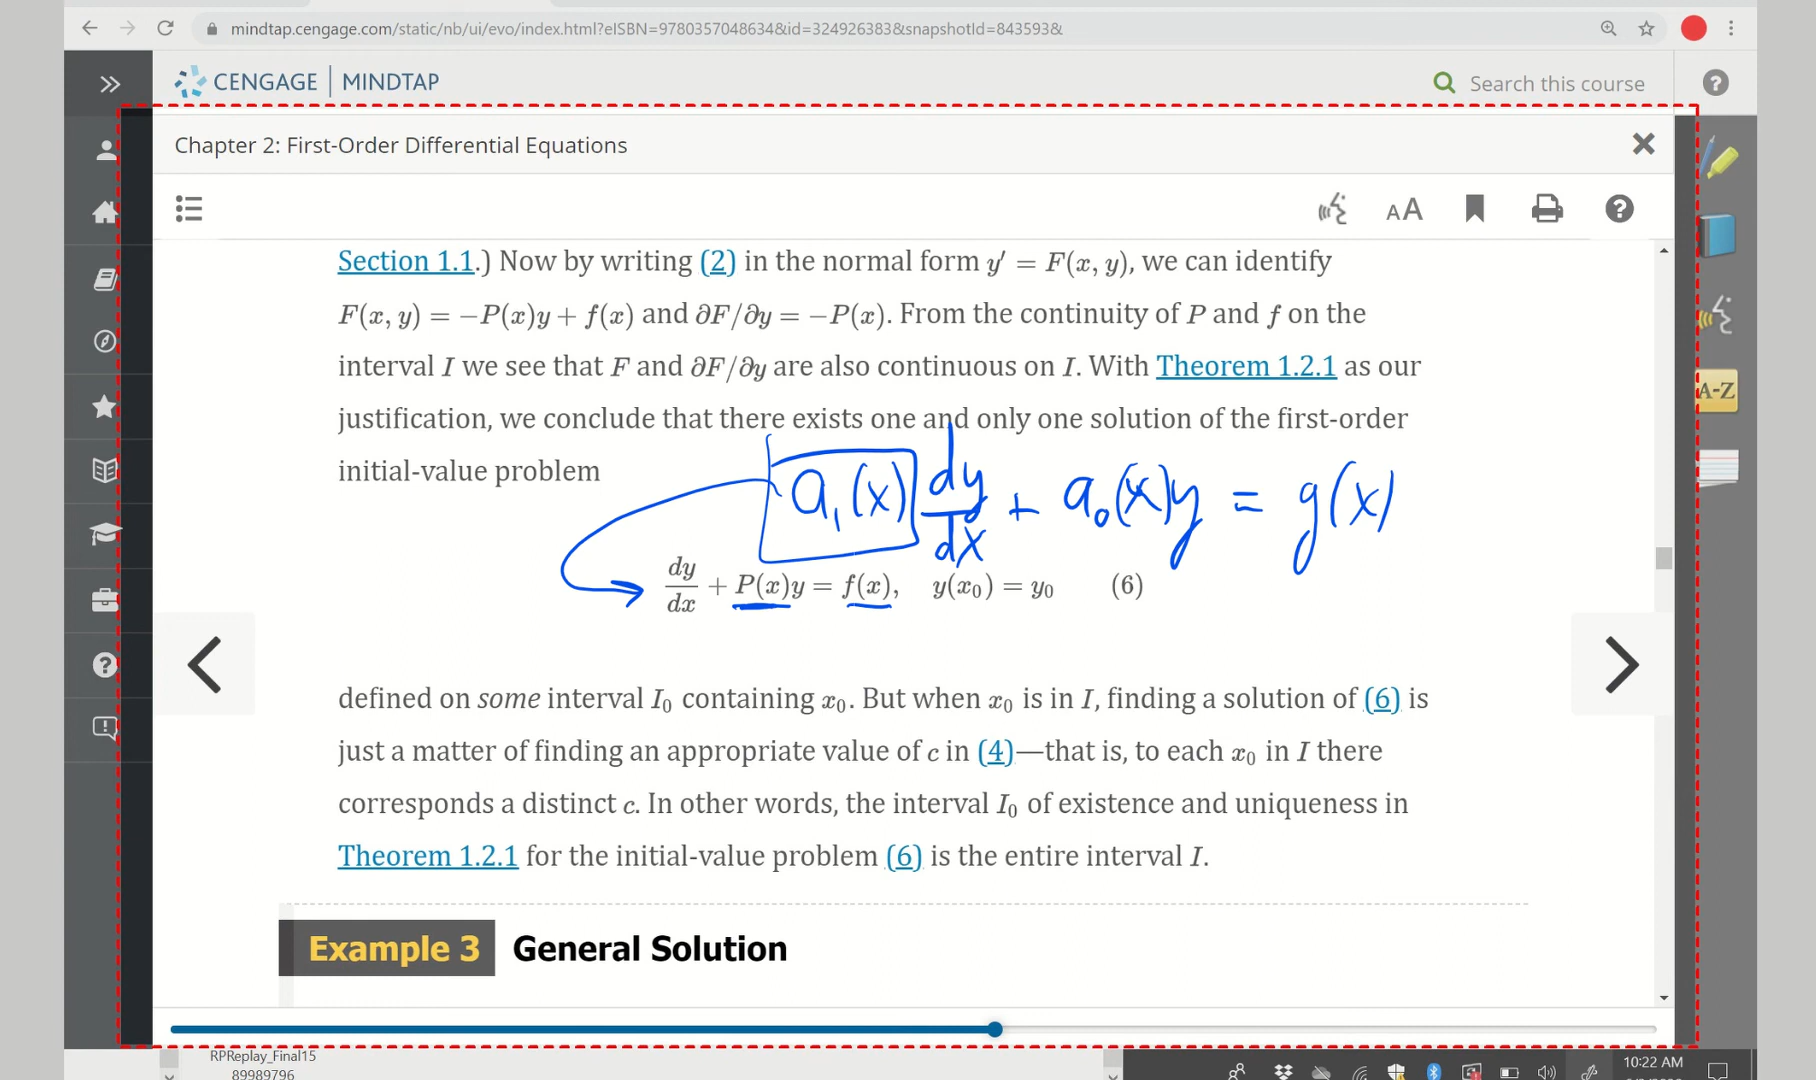 mindtap.cengage.com/static/nb/ui/evo/index.html?eISBN=9780357048634&id=324926383&snapshotId=843593&
CENGAGE | MINDTAP
Search this course
Chapter 2: First-Order Differential Equations
AA
A-Z
Section 1.1.) Now by writing (2) in the normal form y′ = F(x, y), we can identify
F(x, y) = −P(x)y + f(x) and ∂F/∂y = −P(x). From the continuity of P and f on the
interval I we see that F and ∂F/∂y are also continuous on I. With Theorem 1.2.1 as our
justification, we conclude that there exists one and only one solution of the first-order
initial-value problem
a₁(x) dy/dx + a₀(x)y = g(x)
dy/dx + P(x)y = f(x), y(x₀) = y₀ (6)
defined on some interval I₀ containing x₀. But when x₀ is in I, finding a solution of (6) is
just a matter of finding an appropriate value of c in (4)—that is, to each x₀ in I there
corresponds a distinct c. In other words, the interval I₀ of existence and uniqueness in
Theorem 1.2.1 for the initial-value problem (6) is the entire interval I.
Example 3 General Solution
RPReplay_Final15
89989796
10:22 AM